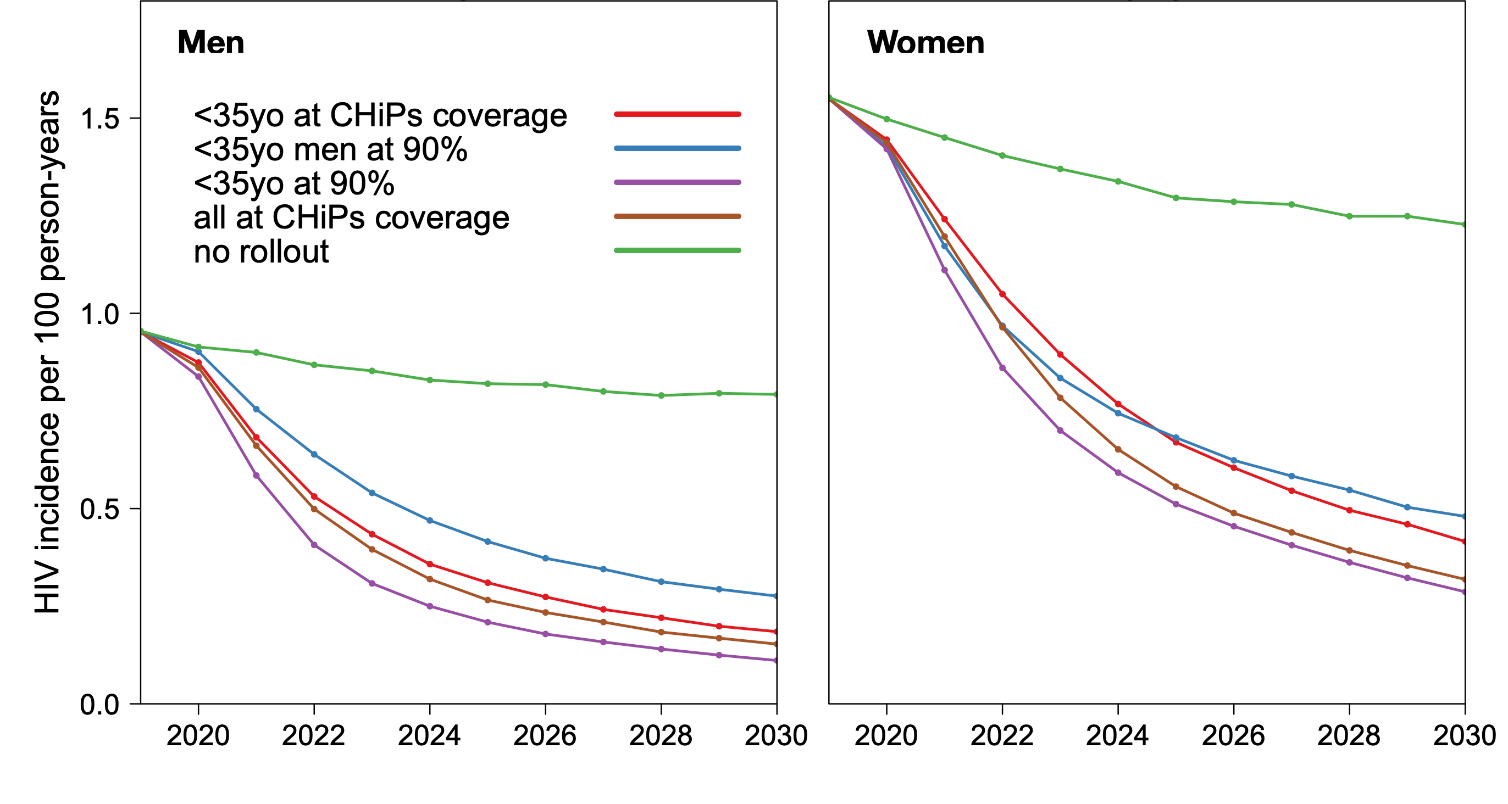 Men
Women
HIV incidence per 100 person-years
1.5
1.0
0.5
0.0
<35yo at CHiPs coverage
<35yo men at 90%
<35yo at 90%
all at CHiPs coverage
no rollout
2020 2022 2024 2026 2028 2030
2020 2022 2024 2026 2028 2030